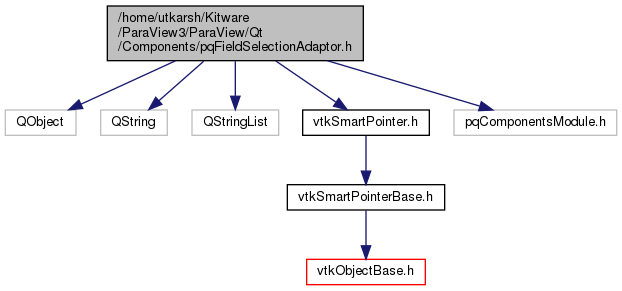 /home/utkarsh/Kitware
/ParaView3/ParaView/Qt
/Components/pqFieldSelectionAdaptor.h
QObject
QString
QStringList
vtkSmartPointer.h
pqComponentsModule.h
vtkSmartPointerBase.h
vtkObjectBase.h